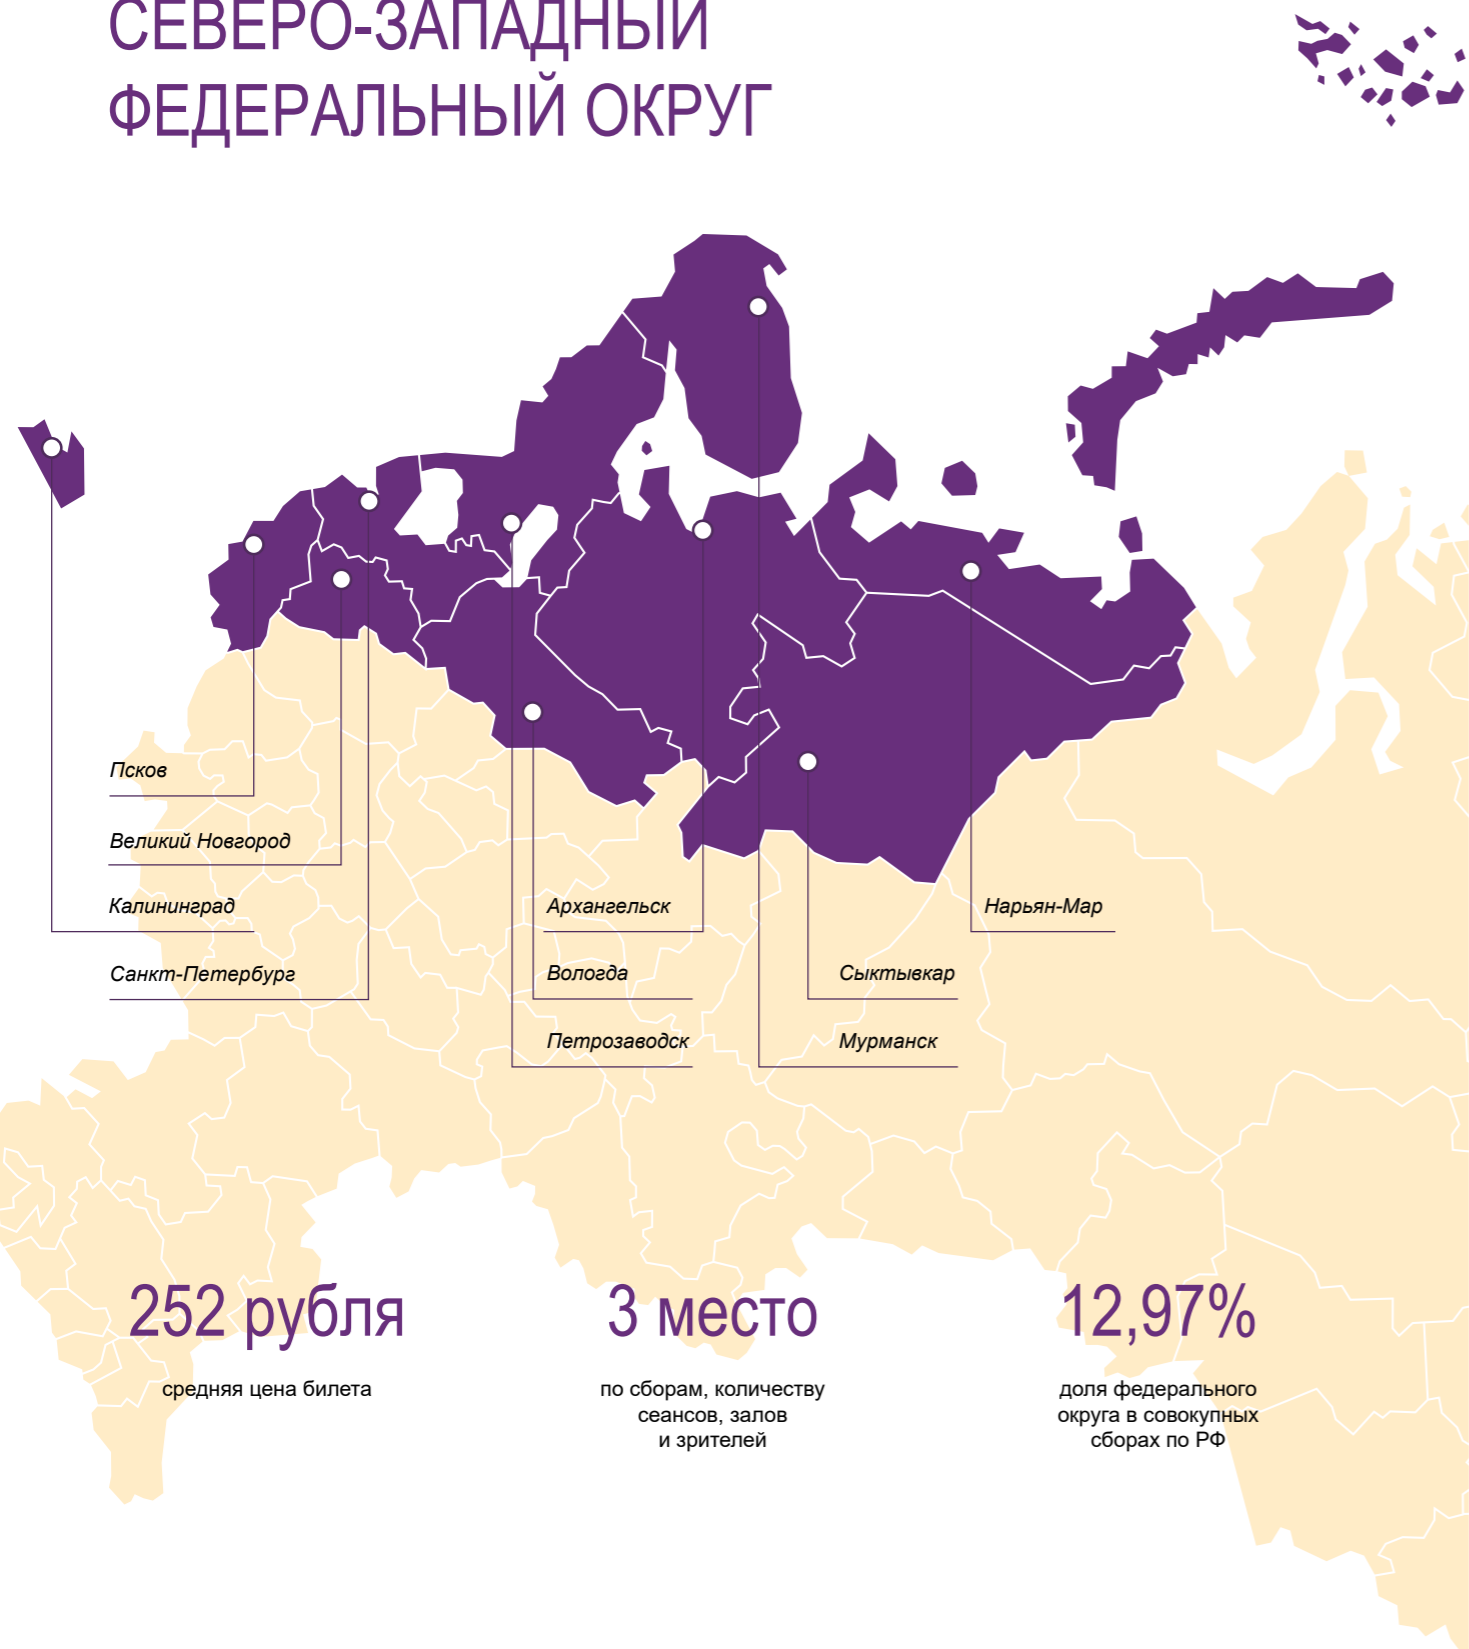 СЕВЕРО-ЗАПАДНЫЙ
ФЕДЕРАЛЬНЫЙ ОКРУГ
Псков
Великий Новгород
Калининград
Санкт-Петербург
Архангельск
Вологда
Петрозаводск
Нарьян-Мар
Сыктывкар
Мурманск
252 рубля
средняя цена билета
3 место
по сборам, количеству
сеансов, залов
и зрителей
12,97%
доля федерального
округа в совокупных
сборах по РФ